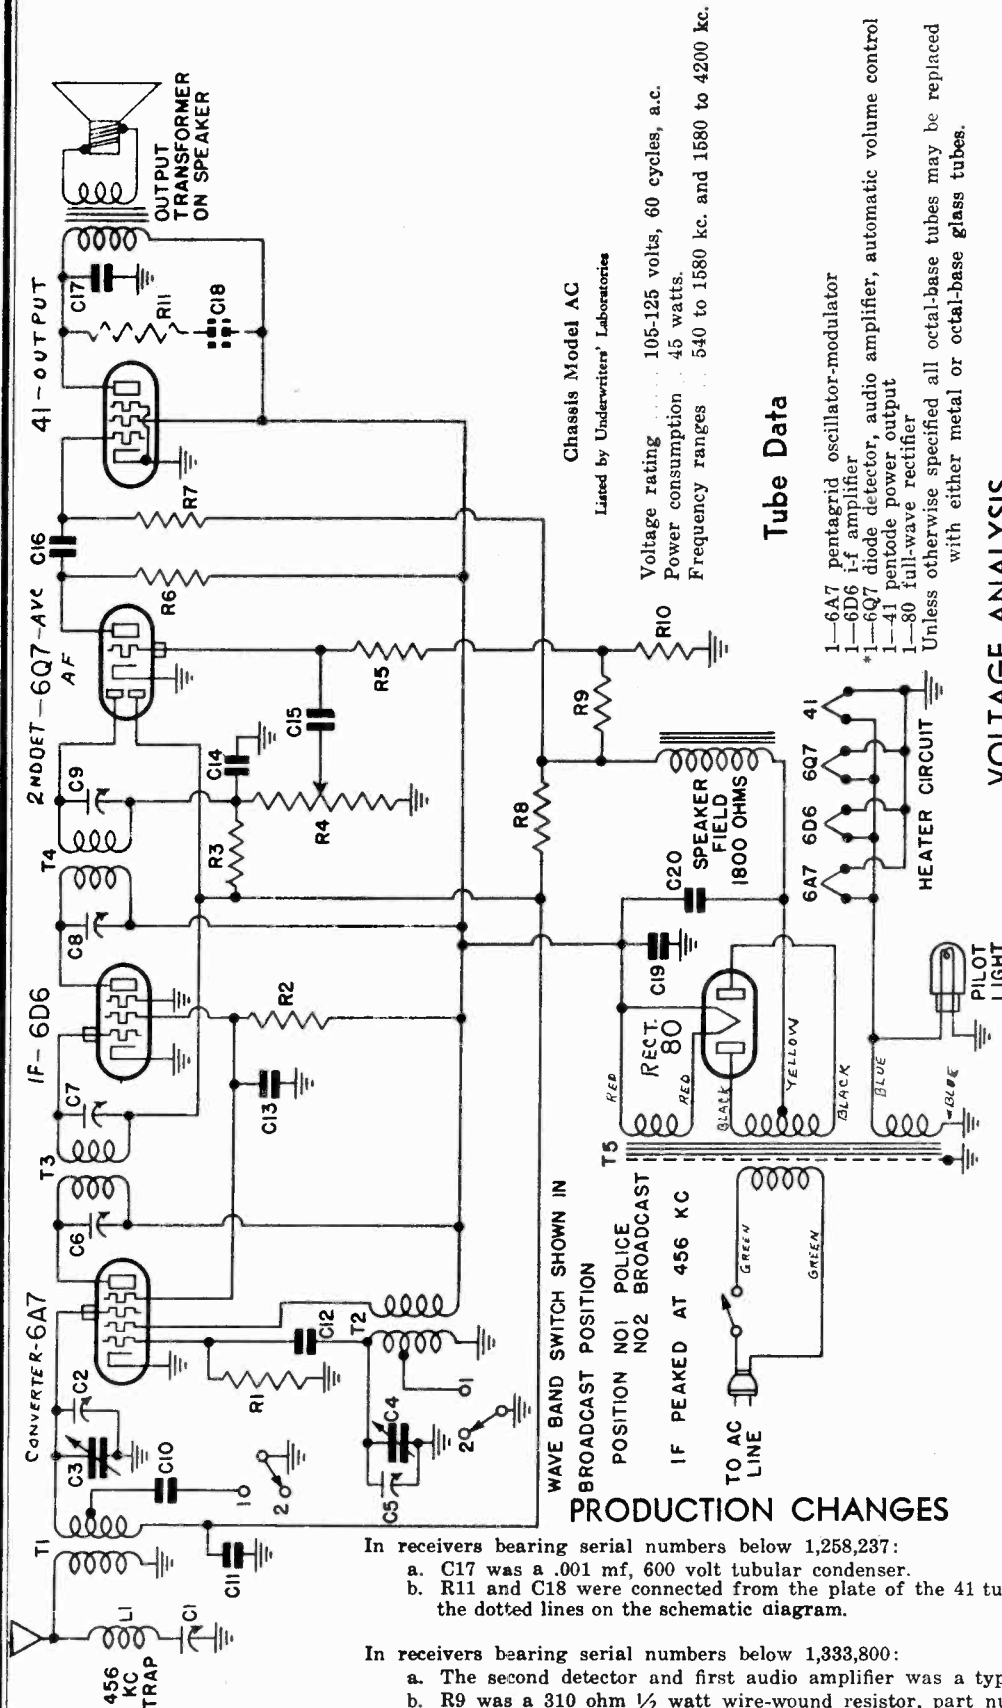 41-OUTPUT
OUTPUT
TRANSFORMER
ON SPEAKER
C17
R11
C18
C16
R7
R6
2NDDET-6Q7-AVC
AF
C9
T4
C14
C15
R3
R4
R5
R9
R10
R8
IF-6D6
C8
C7
T3
R2
C13
CONVERTER-6A7
C6
C2
C3
C10
T1
C11
L1
C1
456
KC
TRAP
R1
C12
T2
C4
C5
1
2
1
2
Chassis Model AC
Listed by Underwriters' Laboratories
Voltage rating ...... 105-125 volts, 60 cycles, a.c.
Power consumption .. 45 watts.
Frequency ranges ... 540 to 1580 kc. and 1580 to 4200 kc.
Tube Data
1—6A7 pentagrid oscillator-modulator
1—6D6 i-f amplifier
*1—6Q7 diode detector, audio amplifier, automatic volume control
1—41 pentode power output
1—80 full-wave rectifier
Unless otherwise specified all octal-base tubes may be replaced
with either metal or octal-base glass tubes.
VOLTAGE ANALYSIS
SPEAKER
FIELD
1800 OHMS
C20
C19
RECT.
80
RED
RED
BLACK
YELLOW
BLACK
BLUE
BLUE
T5
6A7
6D6
6Q7
41
HEATER CIRCUIT
PILOT
LIGHT
GREEN
GREEN
TO AC
LINE
WAVE BAND SWITCH SHOWN IN
BROADCAST POSITION
POSITION NO1 POLICE
NO2 BROADCAST
IF PEAKED AT 456 KC
PRODUCTION CHANGES
In receivers bearing serial numbers below 1,258,237:
a. C17 was a .001 mf, 600 volt tubular condenser.
b. R11 and C18 were connected from the plate of the 41 tu
the dotted lines on the schematic diagram.
In receivers bearing serial numbers below 1,333,800:
a. The second detector and first audio amplifier was a typ
b. R9 was a 310 ohm ½ watt wire-wound resistor, part nu